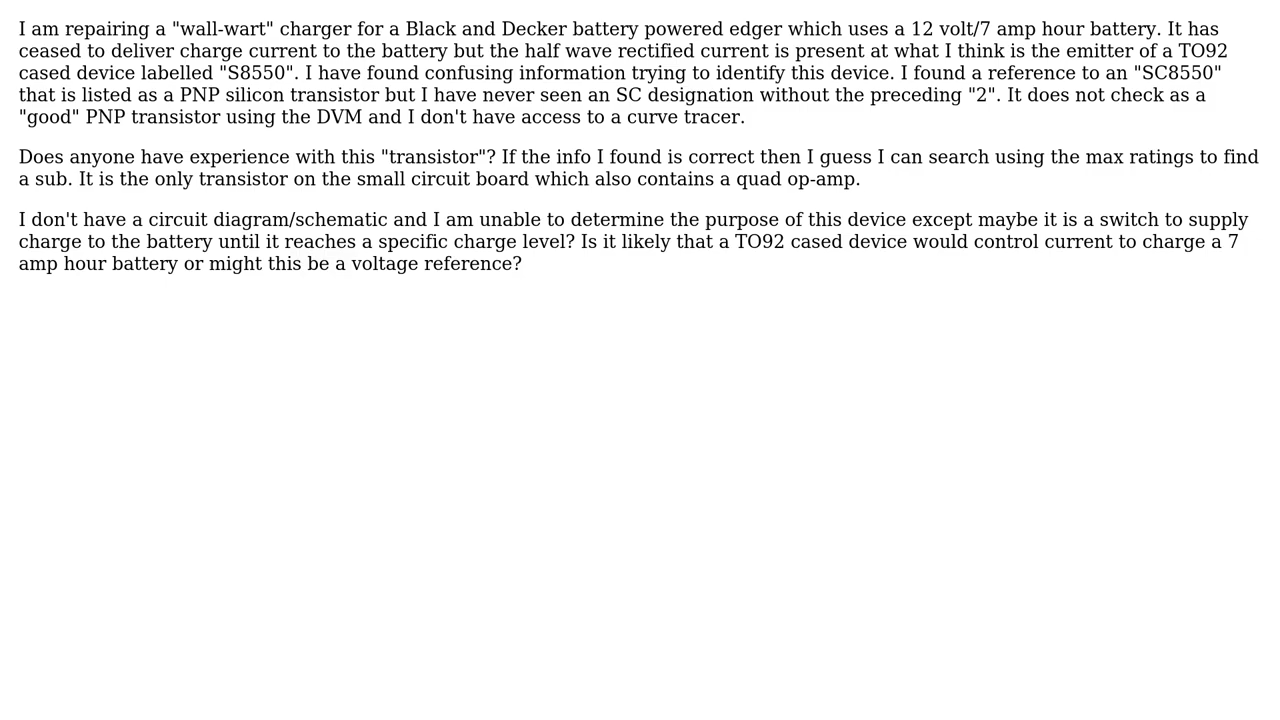 I am repairing a "wall-wart" charger for a Black and Decker battery powered edger which uses a 12 volt/7 amp hour battery. It has
ceased to deliver charge current to the battery but the half wave rectified current is present at what I think is the emitter of a TO92
cased device labelled "S8550". I have found confusing information trying to identify this device. I found a reference to an "SC8550"
that is listed as a PNP silicon transistor but I have never seen an SC designation without the preceding "2". It does not check as a
"good" PNP transistor using the DVM and I don't have access to a curve tracer.
Does anyone have experience with this "transistor"? If the info I found is correct then I guess I can search using the max ratings to find
a sub. It is the only transistor on the small circuit board which also contains a quad op-amp.
I don't have a circuit diagram/schematic and I am unable to determine the purpose of this device except maybe it is a switch to supply
charge to the battery until it reaches a specific charge level? Is it likely that a TO92 cased device would control current to charge a 7
amp hour battery or might this be a voltage reference?